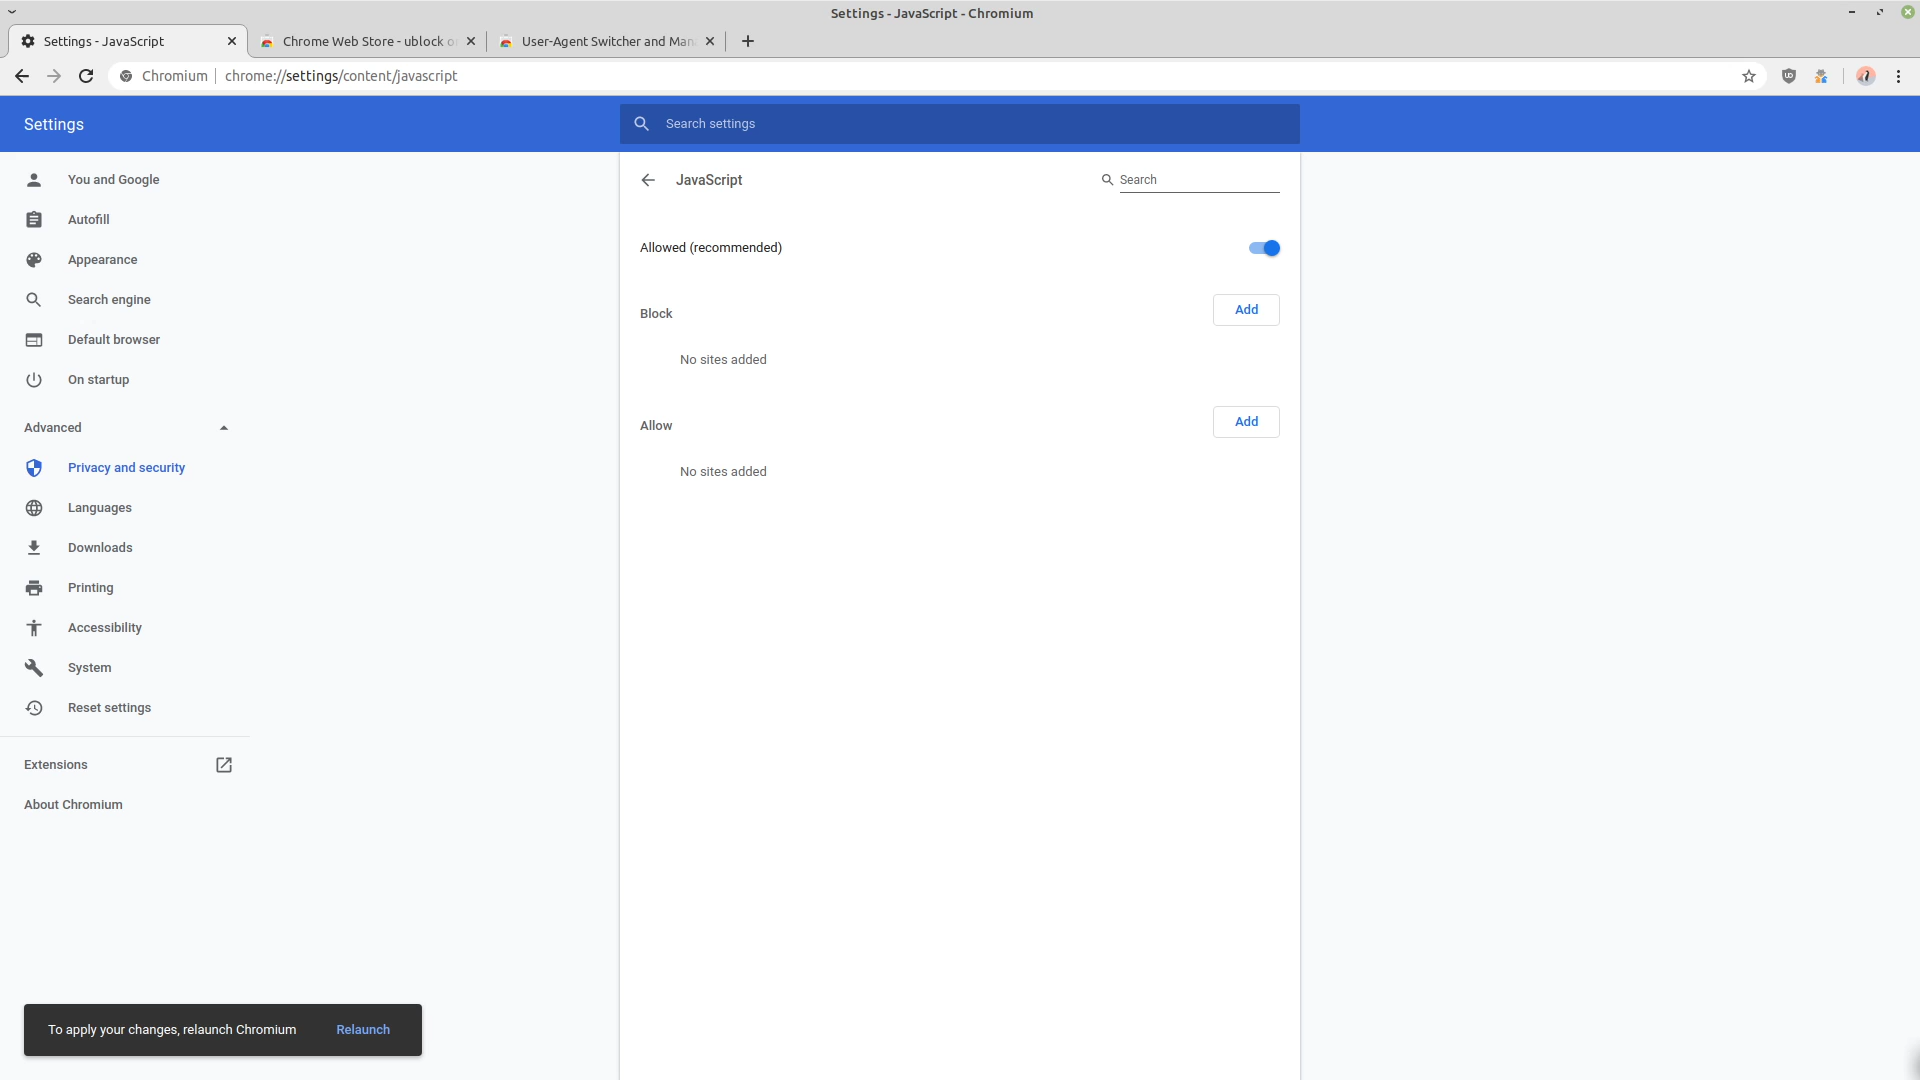 Settings - JavaScript - Chromium
Settings - JavaScript
Chrome Web Store - ublock o
User-Agent Switcher and Man
Chromium
chrome://settings/content/javascript
Settings
Search settings
You and Google
Autofill
Appearance
Search engine
Default browser
On startup
Advanced
Privacy and security
Languages
Downloads
Printing
Accessibility
System
Reset settings
Extensions
About Chromium
JavaScript
Search
Allowed (recommended)
Block
Add
No sites added
Allow
Add
No sites added
To apply your changes, relaunch Chromium
Relaunch